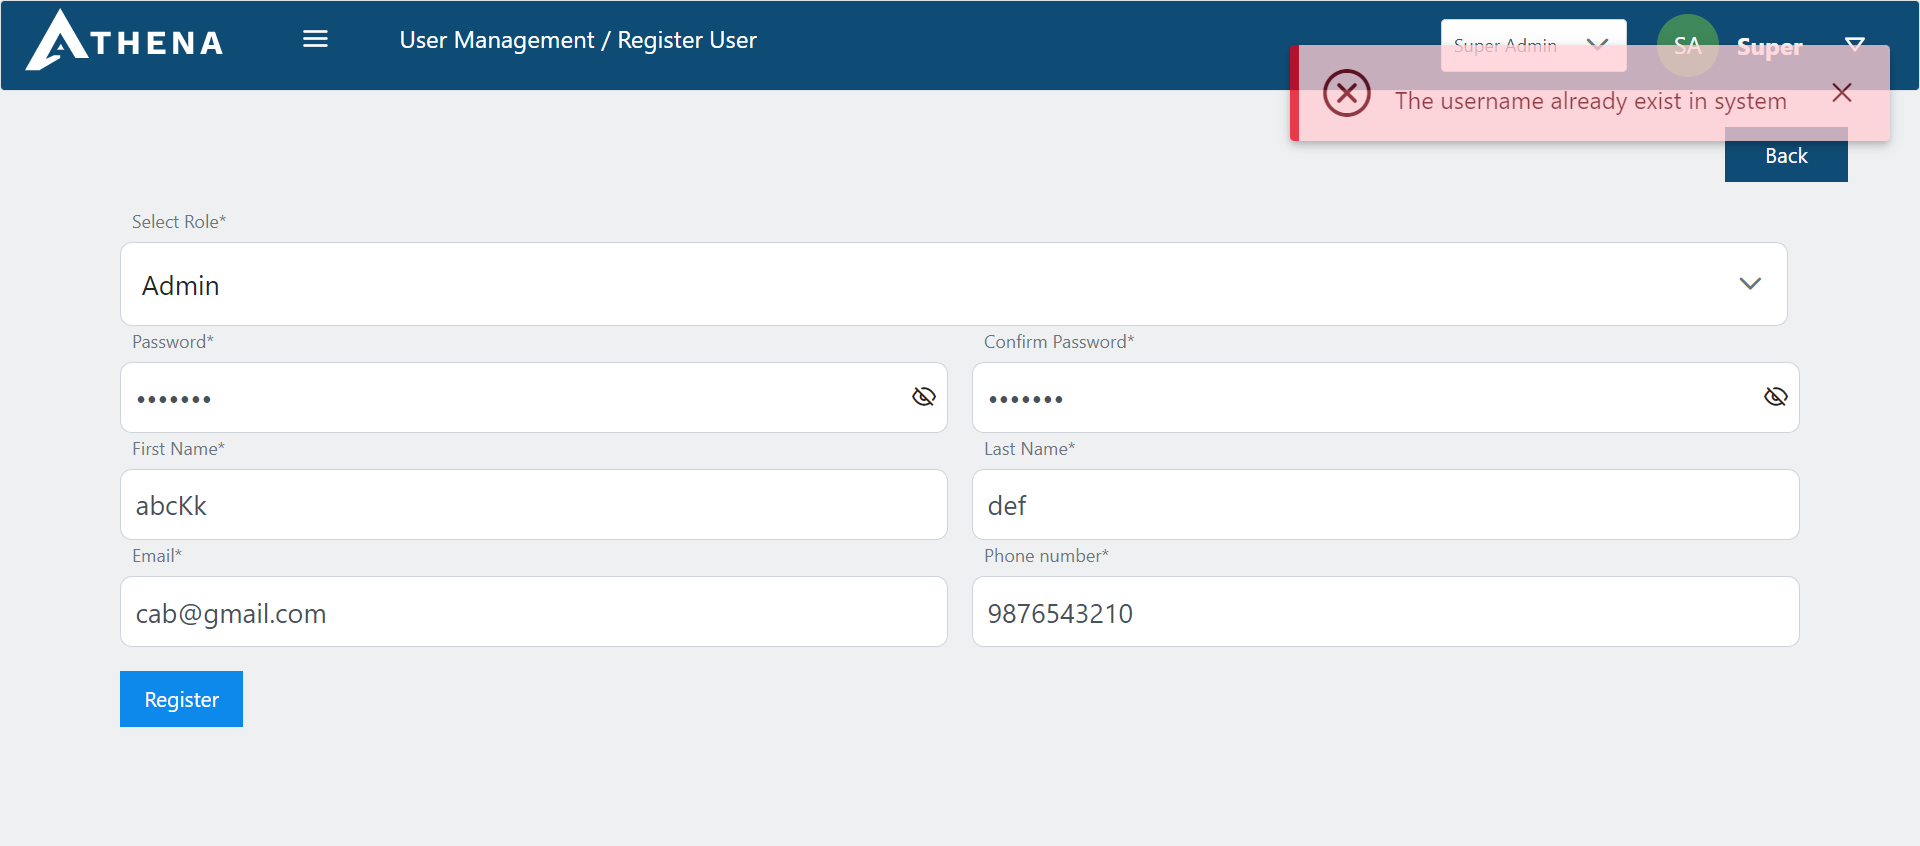 ATHENA
User Management / Register User
Super Admin
SA
Super
The username already exist in system
Back
Select Role*
Admin
Password*
Confirm Password*
•••••••
•••••••
First Name*
Last Name*
abcKk
def
Email*
Phone number*
cab@gmail.com
9876543210
Register